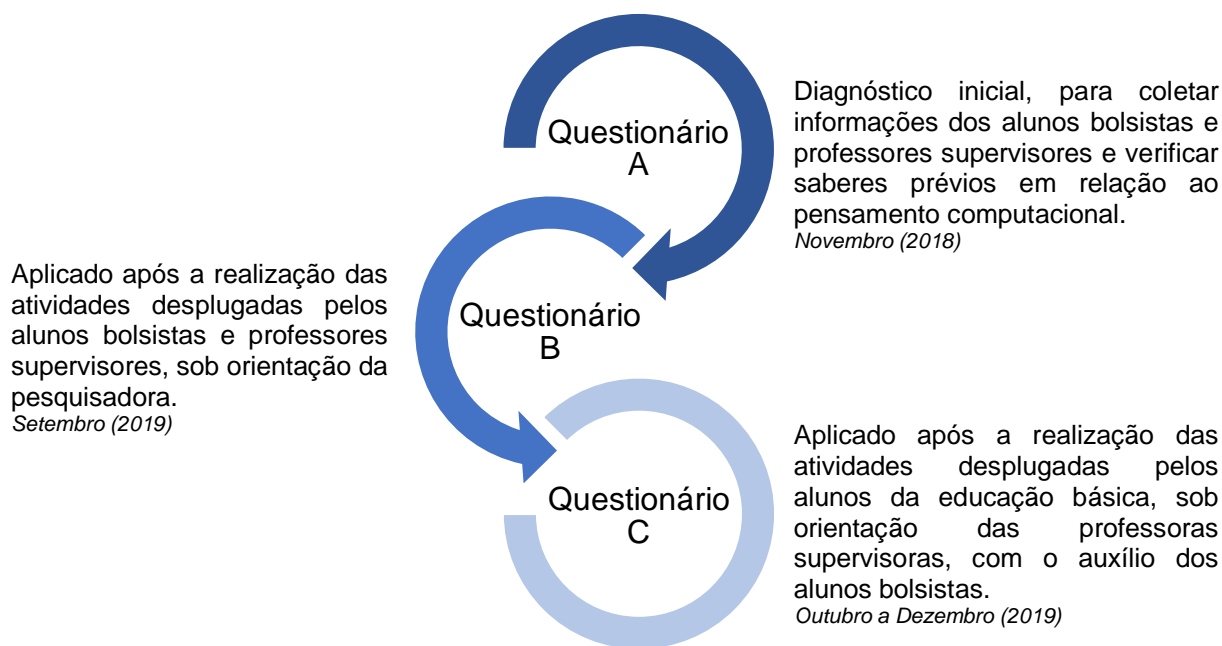 Questionário
A
Diagnóstico inicial, para coletar
informações dos alunos bolsistas e
professores supervisores e verificar
saberes prévios em relação ao
pensamento computacional.
Novembro (2018)
Aplicado após a realização das
atividades desplugadas pelos
alunos bolsistas e professores
supervisores, sob orientação da
pesquisadora.
Setembro (2019)
Questionário
B
Questionário
C
Aplicado após a realização das
atividades desplugadas pelos
alunos da educação básica, sob
orientação das professoras
supervisoras, com o auxílio dos
alunos bolsistas.
Outubro a Dezembro (2019)